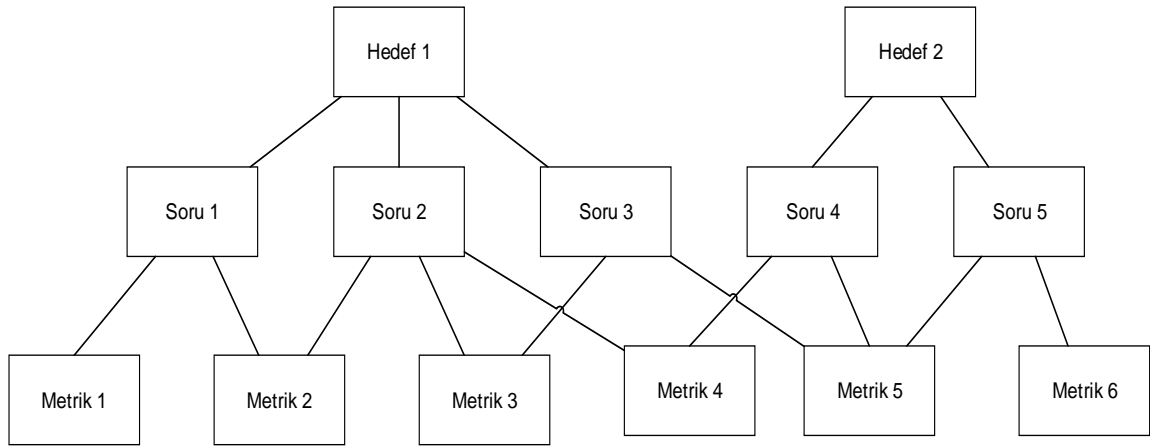 Hedef 1
Hedef 2
Soru 1
Soru 2
Soru 3
Soru 4
Soru 5
Metrik 1
Metrik 2
Metrik 3
Metrik 4
Metrik 5
Metrik 6